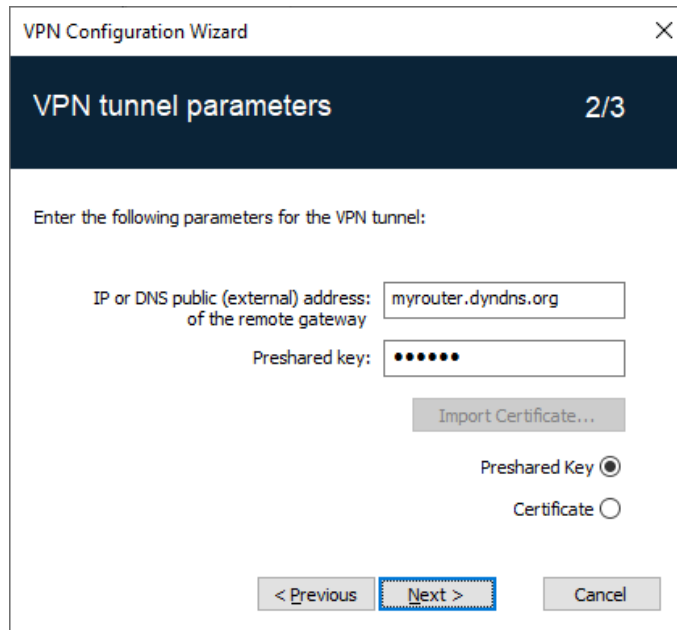 VPN Configuration Wizard
VPN tunnel parameters 2/3
Enter the following parameters for the VPN tunnel:
IP or DNS public (external) address: myrouter.dyndns.org
of the remote gateway
Preshared key: ●●●●●●
Import Certificate...
Preshared Key
Certificate
< Previous Next > Cancel